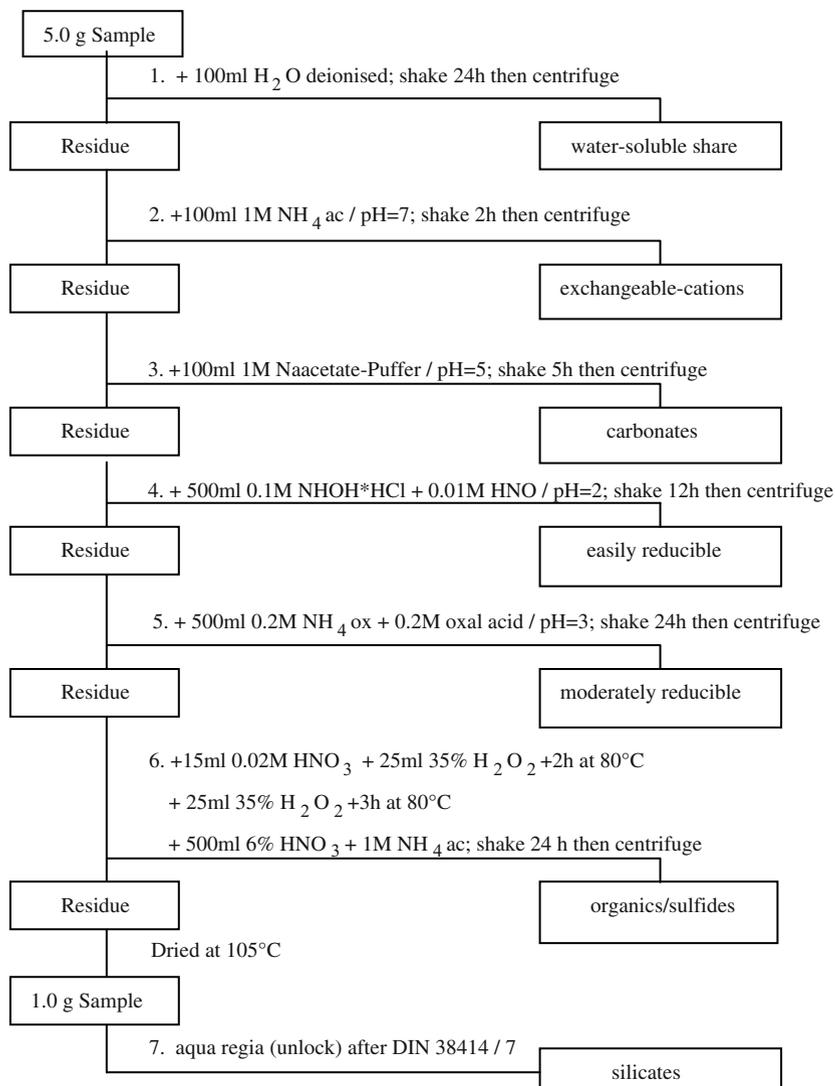 5.0 g Sample
1. + 100ml H2O deionised; shake 24h then centrifuge
Residue
water-soluble share
2. +100ml 1M NH4ac / pH=7; shake 2h then centrifuge
Residue
exchangeable-cations
3. +100ml 1M Naacetate-Puffer / pH=5; shake 5h then centrifuge
Residue
carbonates
4. + 500ml 0.1M NHOH*HCl + 0.01M HNO / pH=2; shake 12h then centrifuge
Residue
easily reducible
5. + 500ml 0.2M NH4ox + 0.2M oxal acid / pH=3; shake 24h then centrifuge
Residue
moderately reducible
6. +15ml 0.02M HNO3 + 25ml 35% H2O2+2h at 80°C
+ 25ml 35% H2O2+3h at 80°C
+ 500ml 6% HNO3+ 1M NH4ac; shake 24 h then centrifuge
Residue
organics/sulfides
Dried at 105°C
1.0 g Sample
7. aqua regia (unlock) after DIN 38414 / 7
silicates